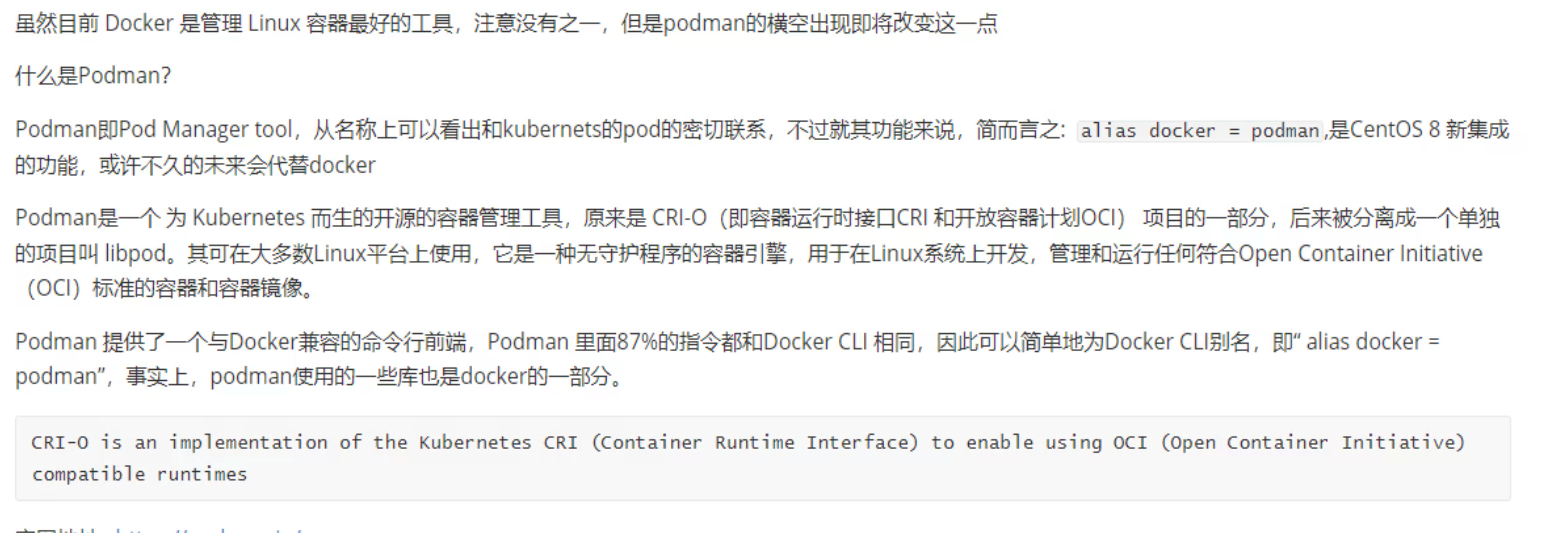 虽然目前 Docker 是管理 Linux 容器最好的工具，注意没有之一，但是podman的横空出现即将改变这一点
什么是Podman？
Podman即Pod Manager tool，从名称上可以看出和kubernets的pod的密切联系，不过就其功能来说，简而言之: alias docker = podman,是CentOS 8 新集成
的功能，或许不久的未来会代替docker
Podman是一个 为 Kubernetes 而生的开源的容器管理工具，原来是 CRI-O（即容器运行时接口CRI 和开放容器计划OCI） 项目的一部分，后来被分离成一个单独
的项目叫 libpod。其可在大多数Linux平台上使用，它是一种无守护程序的容器引擎，用于在Linux系统上开发，管理和运行任何符合Open Container Initiative
（OCI）标准的容器和容器镜像。
Podman 提供了一个与Docker兼容的命令行前端，Podman 里面87%的指令都和Docker CLI 相同，因此可以简单地为Docker CLI别名，即“ alias docker =
podman”，事实上，podman使用的一些库也是docker的一部分。
CRI-O is an implementation of the Kubernetes CRI (Container Runtime Interface) to enable using OCI (Open Container Initiative)
compatible runtimes